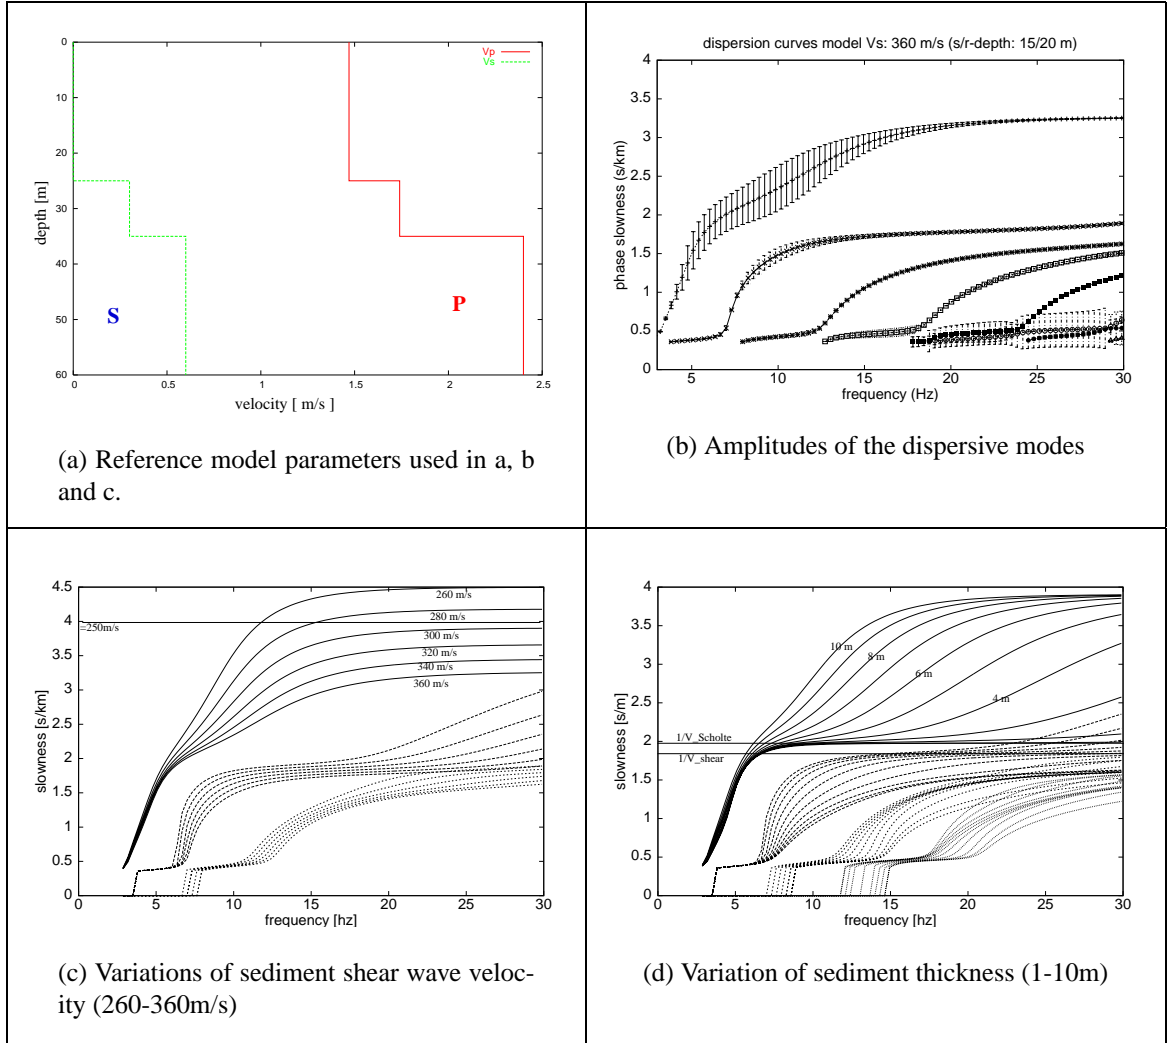 Vp
Vs
0
10
20
30
40
50
60
0
0.5
1
1.5
2
2.5
depth [m]
velocity [ m/s ]
S
P
(a) Reference model parameters used in a, b
and c.
dispersion curves model Vs: 360 m/s (s/r-depth: 15/20 m)
4
3.5
3
2.5
2
1.5
1
0.5
0
5
10
15
20
25
30
phase slowness (s/km)
frequency (Hz)
(b) Amplitudes of the dispersive modes
4.5
4
3.5
3
2.5
2
1.5
1
0.5
0
0
5
10
15
20
25
30
slowness [s/km]
frequency [hz]
=250m/s
260 m/s
280 m/s
300 m/s
320 m/s
340 m/s
360 m/s
(c) Variations of sediment shear wave veloc-
ity (260-360m/s)
4
3.5
3
2.5
2
1.5
1
0.5
0
0
5
10
15
20
25
30
slowness [s/m]
frequency [hz]
10 m
8 m
6 m
4 m
1/V_Scholte
1/V_shear
(d) Variation of sediment thickness (1-10m)